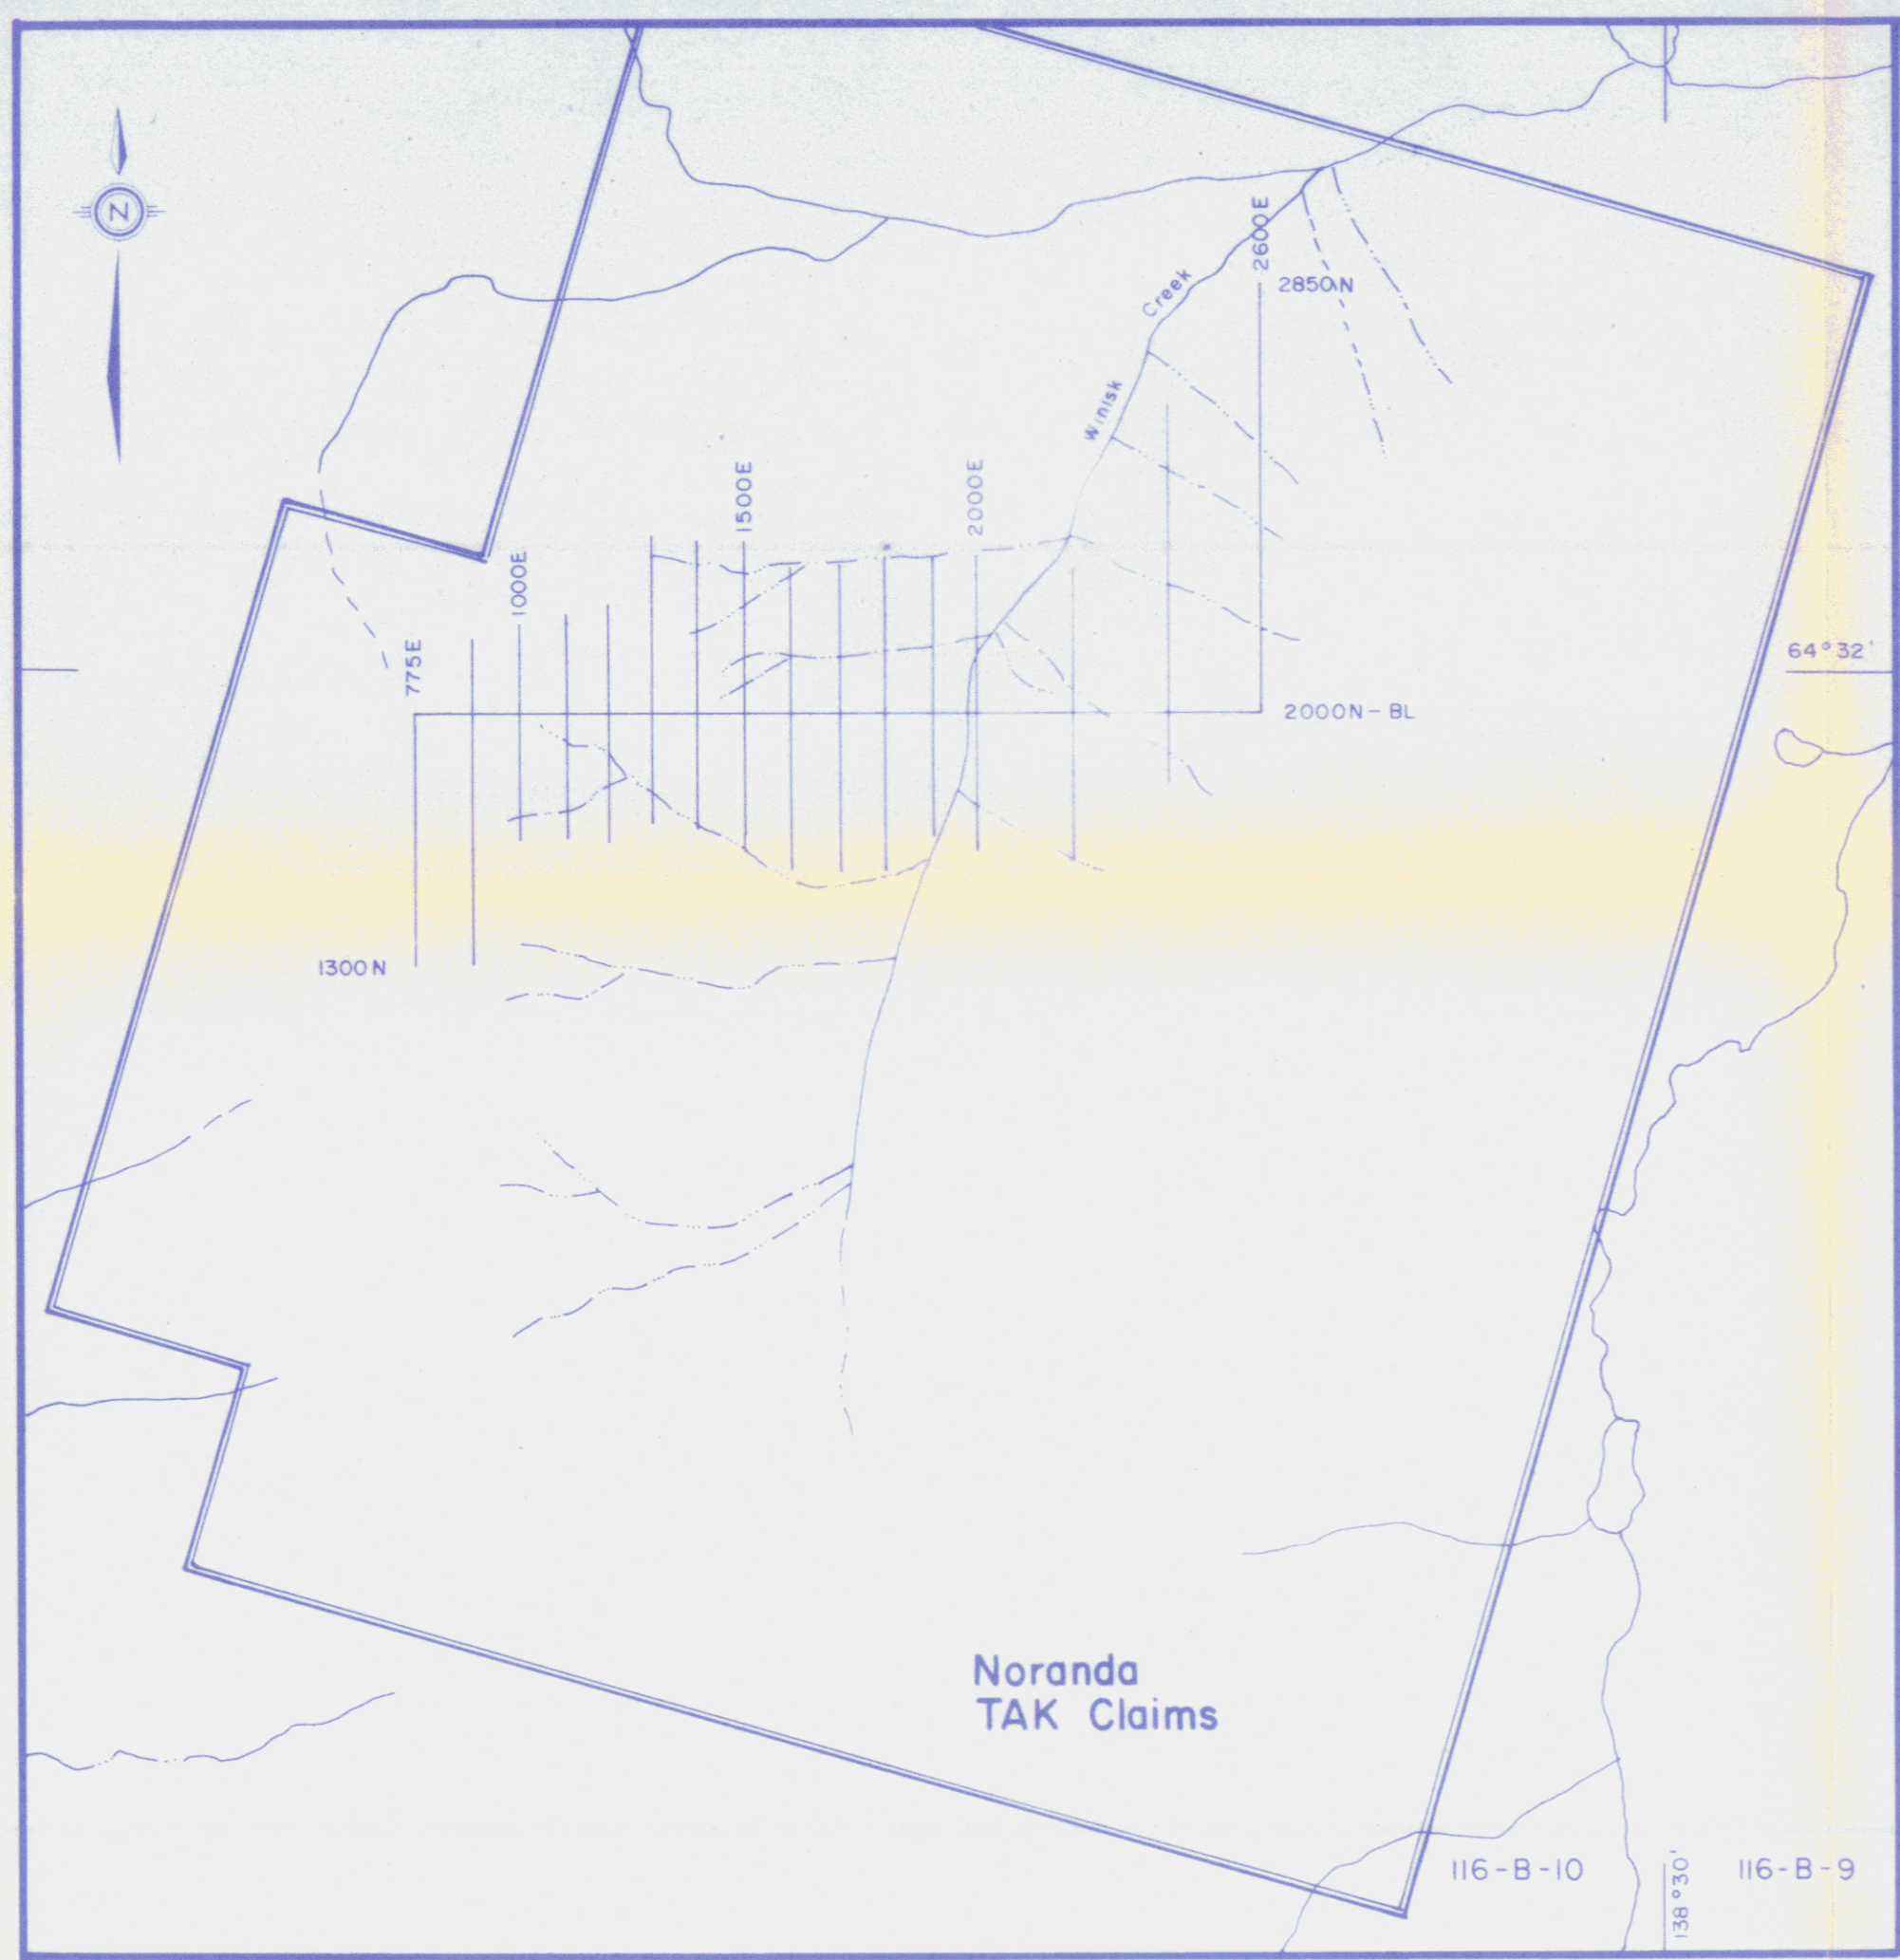 N
2600E
2850N
Creek
Winisk
1500E
2000E
1000E
775E
64°32'
2000N-BL
1300N
Noranda
TAK Claims
116-B-10
138°30'
116-B-9